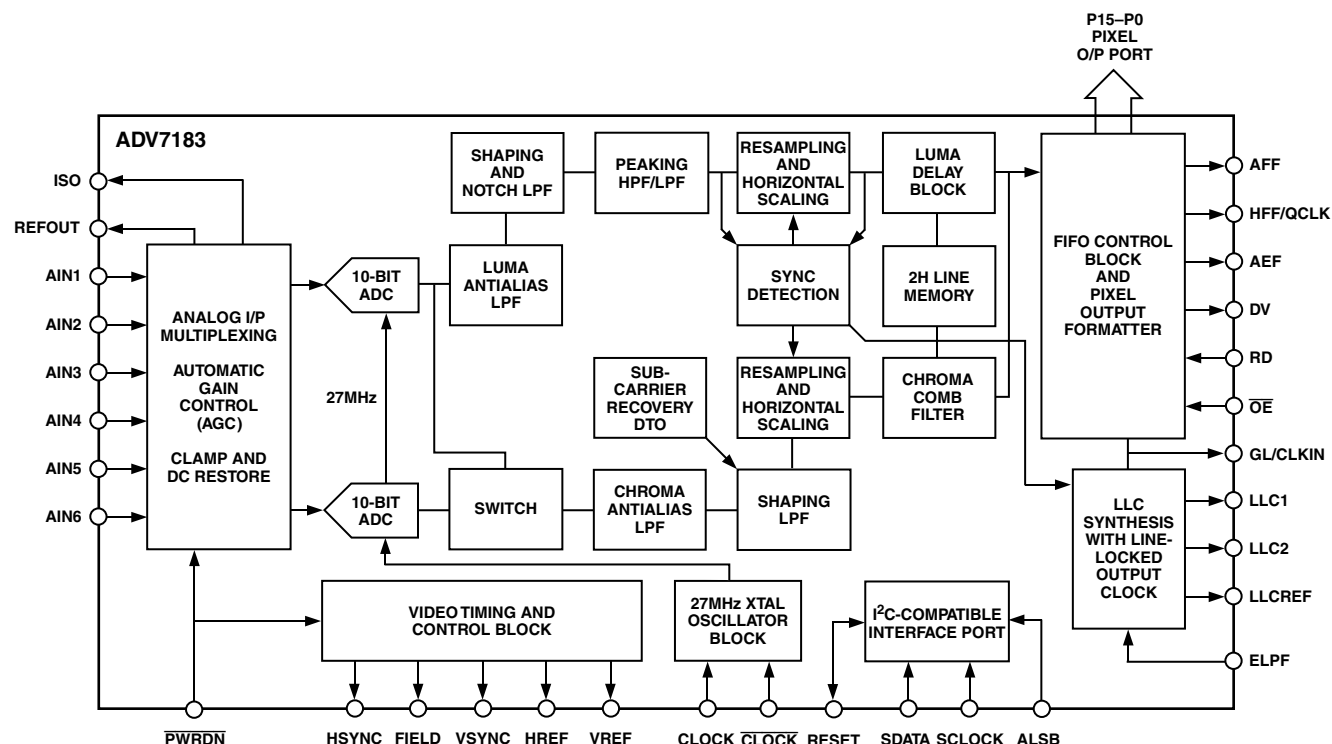 P15–P0
PIXEL
O/P PORT
ADV7183
ISO
REFOUT
AIN1
AIN2
AIN3
AIN4
AIN5
AIN6
ANALOG I/P
MULTIPLEXING
AUTOMATIC
GAIN
CONTROL
(AGC)
CLAMP AND
DC RESTORE
10-BIT
ADC
27MHz
10-BIT
ADC
SHAPING
AND
NOTCH LPF
LUMA
ANTIALIAS
LPF
SWITCH
PEAKING
HPF/LPF
SUB-
CARRIER
RECOVERY
DTO
CHROMA
ANTIALIAS
LPF
RESAMPLING
AND
HORIZONTAL
SCALING
SYNC
DETECTION
RESAMPLING
AND
HORIZONTAL
SCALING
SHAPING
LPF
LUMA
DELAY
BLOCK
2H LINE
MEMORY
CHROMA
COMB
FILTER
FIFO CONTROL
BLOCK
AND
PIXEL
OUTPUT
FORMATTER
LLC
SYNTHESIS
WITH LINE-
LOCKED
OUTPUT
CLOCK
AFF
HFF/QCLK
AEF
DV
RD
OE
GL/CLKIN
LLC1
LLC2
LLCREF
ELPF
VIDEO TIMING AND
CONTROL BLOCK
27MHz XTAL
OSCILLATOR
BLOCK
I²C-COMPATIBLE
INTERFACE PORT
PWRDN
HSYNC
FIELD
VSYNC
HREF
VREF
CLOCK
CLOCK
RESET
SDATA
SCLOCK
ALSB